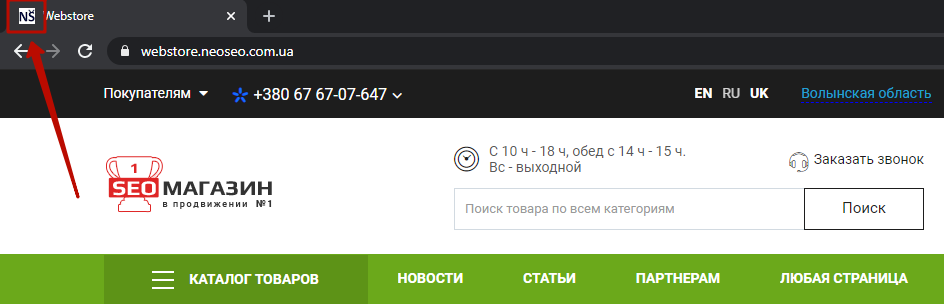 NS Webstore
webstore.neoseo.com.ua
Покупателям +380 67 67-07-647 EN RU UK Волынская область
С 10 ч - 18 ч, обед с 14 ч - 15 ч.
Вс - выходной
Заказать звонок
1
SEO МАГАЗИН
в продвижении №1
Поиск товара по всем категориям
Поиск
КАТАЛОГ ТОВАРОВ НОВОСТИ СТАТЬИ ПАРТНЕРАМ ЛЮБАЯ СТРАНИЦА